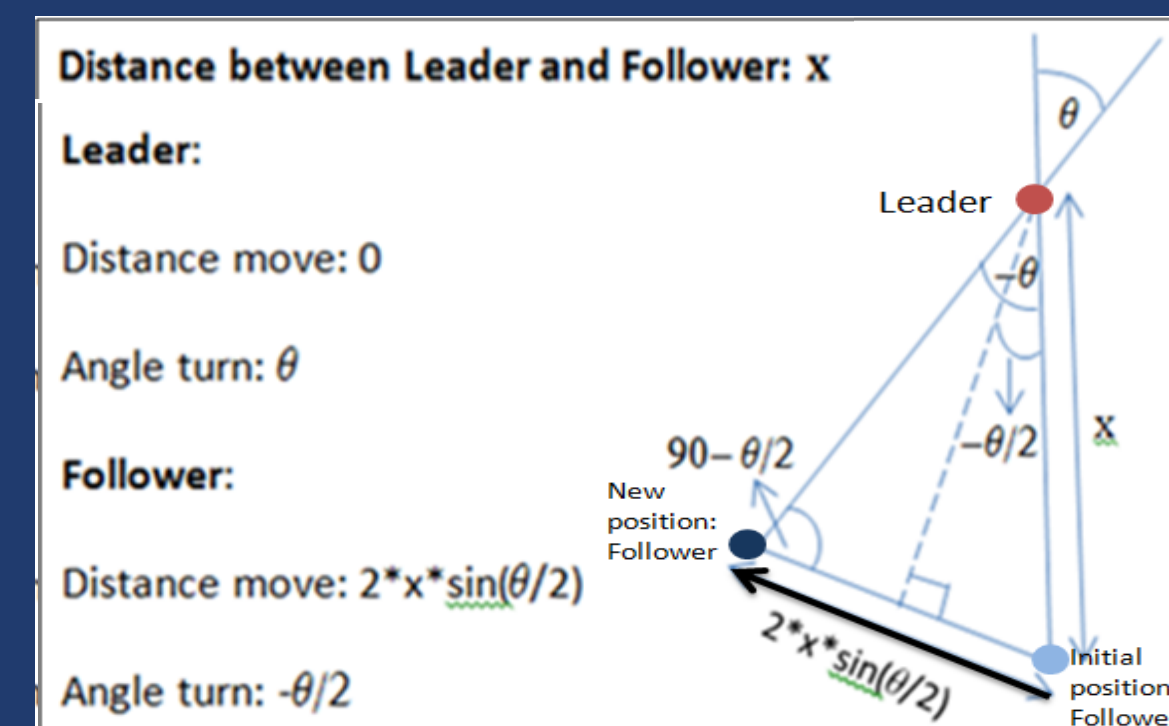 Distance between Leader and Follower: x
Leader:
Distance move: 0
Angle turn: θ
Follower:
Distance move: 2*x*sin(θ/2)
Angle turn: -θ/2
θ
Leader
–θ
–θ/2
x
90– θ/2
New
position:
Follower
2*x*sin(θ/2)
Initial
position
Followe